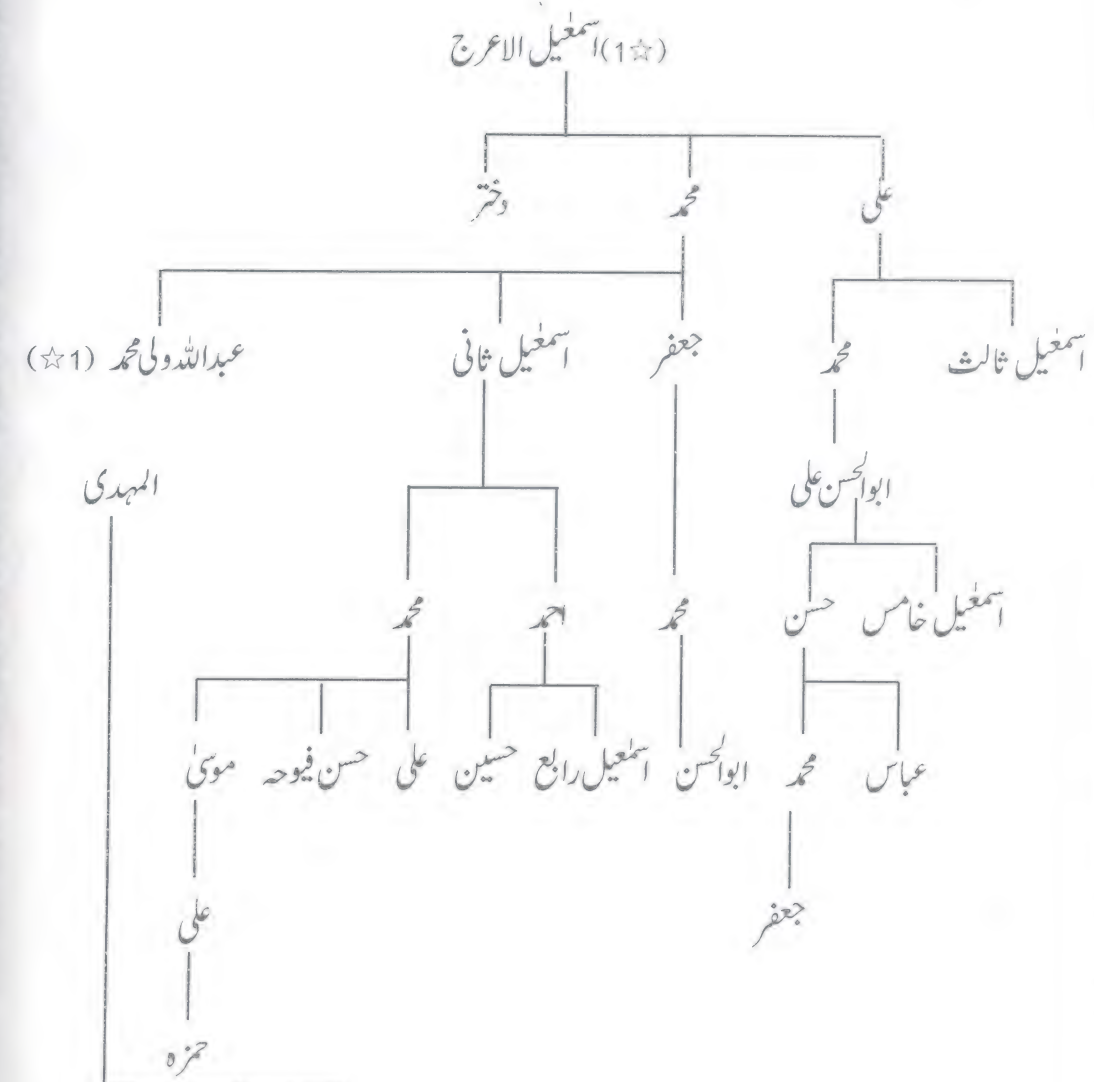 (☆1) اسمٰعیل الاعرج
علی محمد دختر
اسمٰعیل ثالث محمد جعفر اسمٰعیل ثانی عبداللہ ولی محمد (☆1)
ابوالحسن علی المہدی
اسمٰعیل خامس حسن محمد احمد محمد
عباس محمد ابوالحسن اسمٰعیل رابع حسین علی حسن فیوحہ موسیٰ
جعفر علی
حمزہ